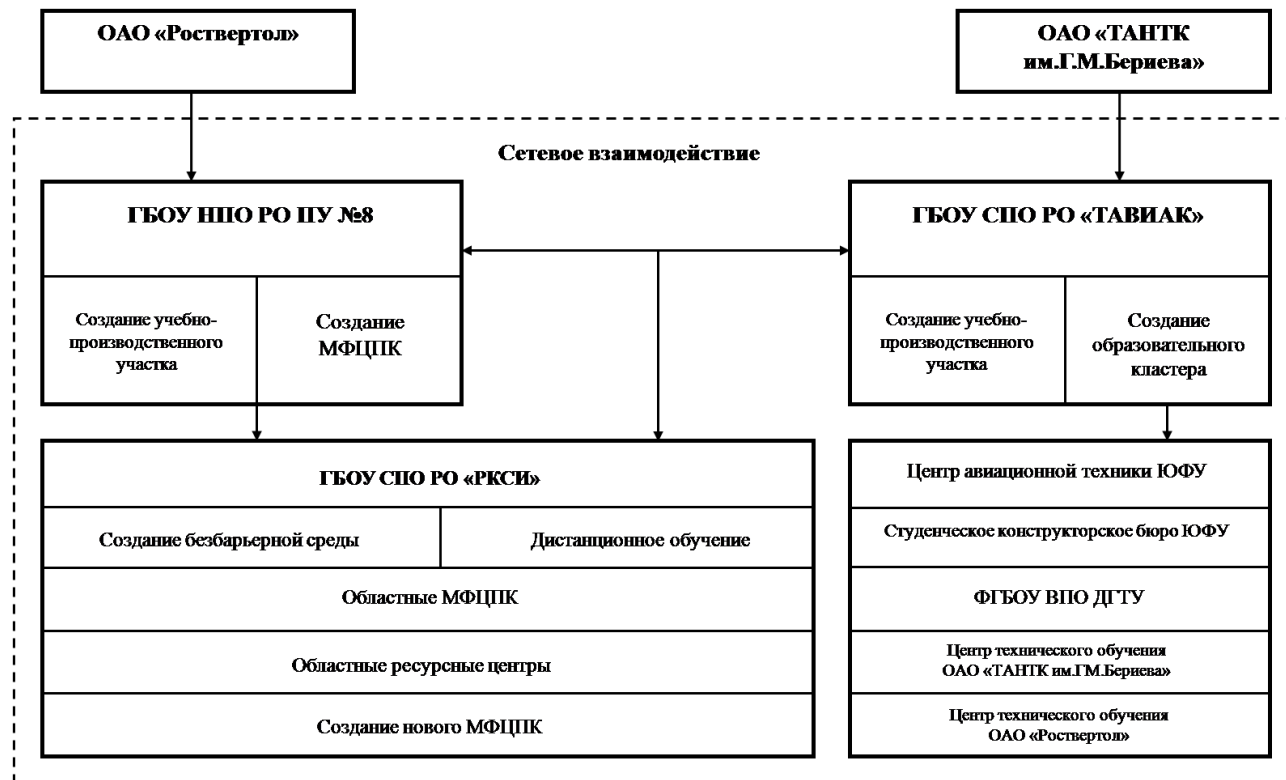 ОАО «Роствертол»
ОАО «ТАНТК
им.Г.М.Бериева»
Сетевое взаимодействие
ГБОУ НПО РО ПУ №8
ГБОУ СПО РО «ТАВИАК»
Создание учебно-
производственного
участка
Создание
МФЦПК
Создание учебно-
производственного
участка
Создание
образовательного
кластера
ГБОУ СПО РО «РКСИ»
Создание безбарьерной среды
Дистанционное обучение
Областные МФЦПК
Областные ресурсные центры
Создание нового МФЦПК
Центр авиационной техники ЮФУ
Студенческое конструкторское бюро ЮФУ
ФГБОУ ВПО ДГТУ
Центр технического обучения
ОАО «ТАНТК им.Г.М.Бериева»
Центр технического обучения
ОАО «Роствертол»